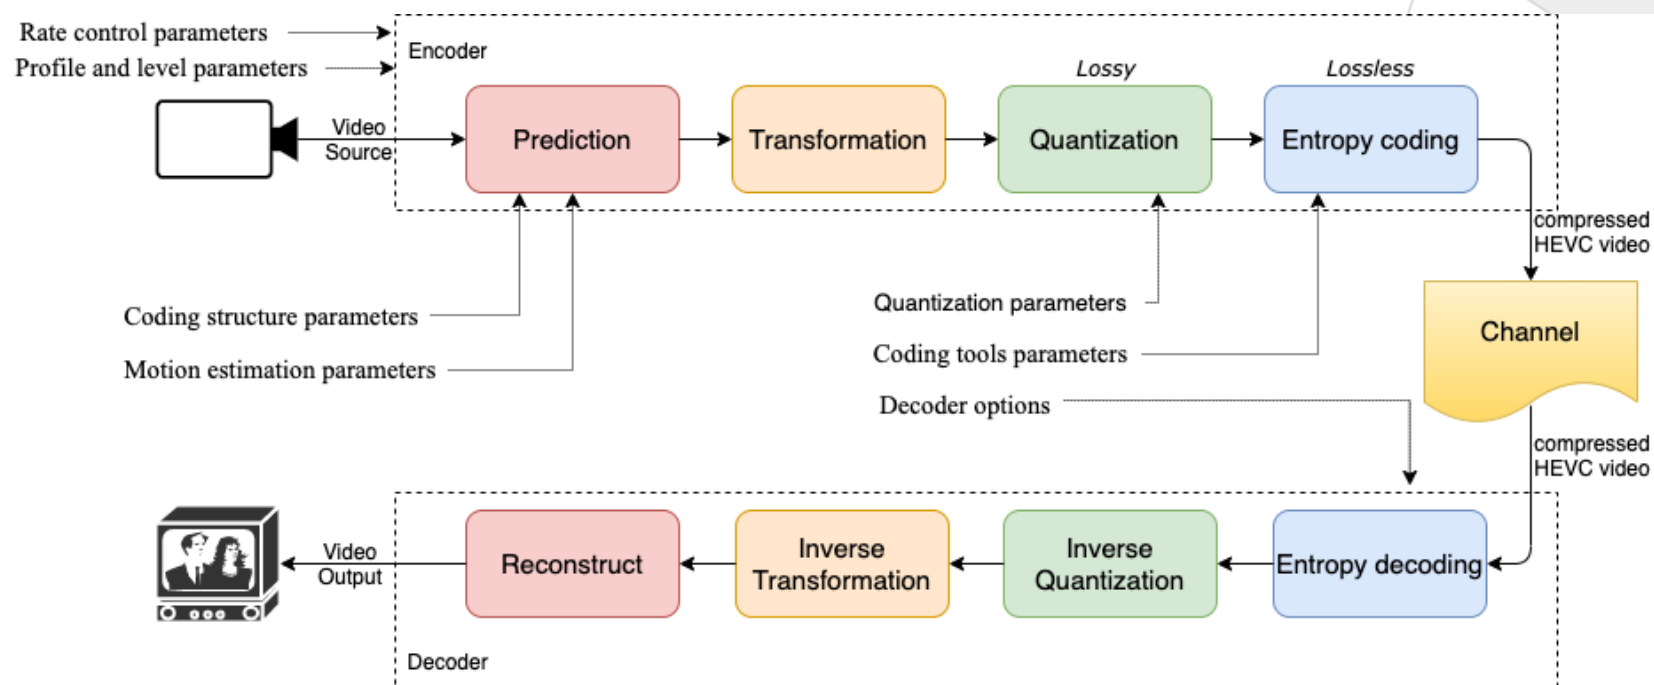 Rate control parameters
Profile and level parameters
Encoder
Lossy
Lossless
Video
Source
Prediction
Transformation
Quantization
Entropy coding
compressed
HEVC video
Coding structure parameters
Motion estimation parameters
Quantization parameters
Coding tools parameters
Decoder options
Channel
compressed
HEVC video
Video
Output
Reconstruct
Inverse
Transformation
Inverse
Quantization
Entropy decoding
Decoder